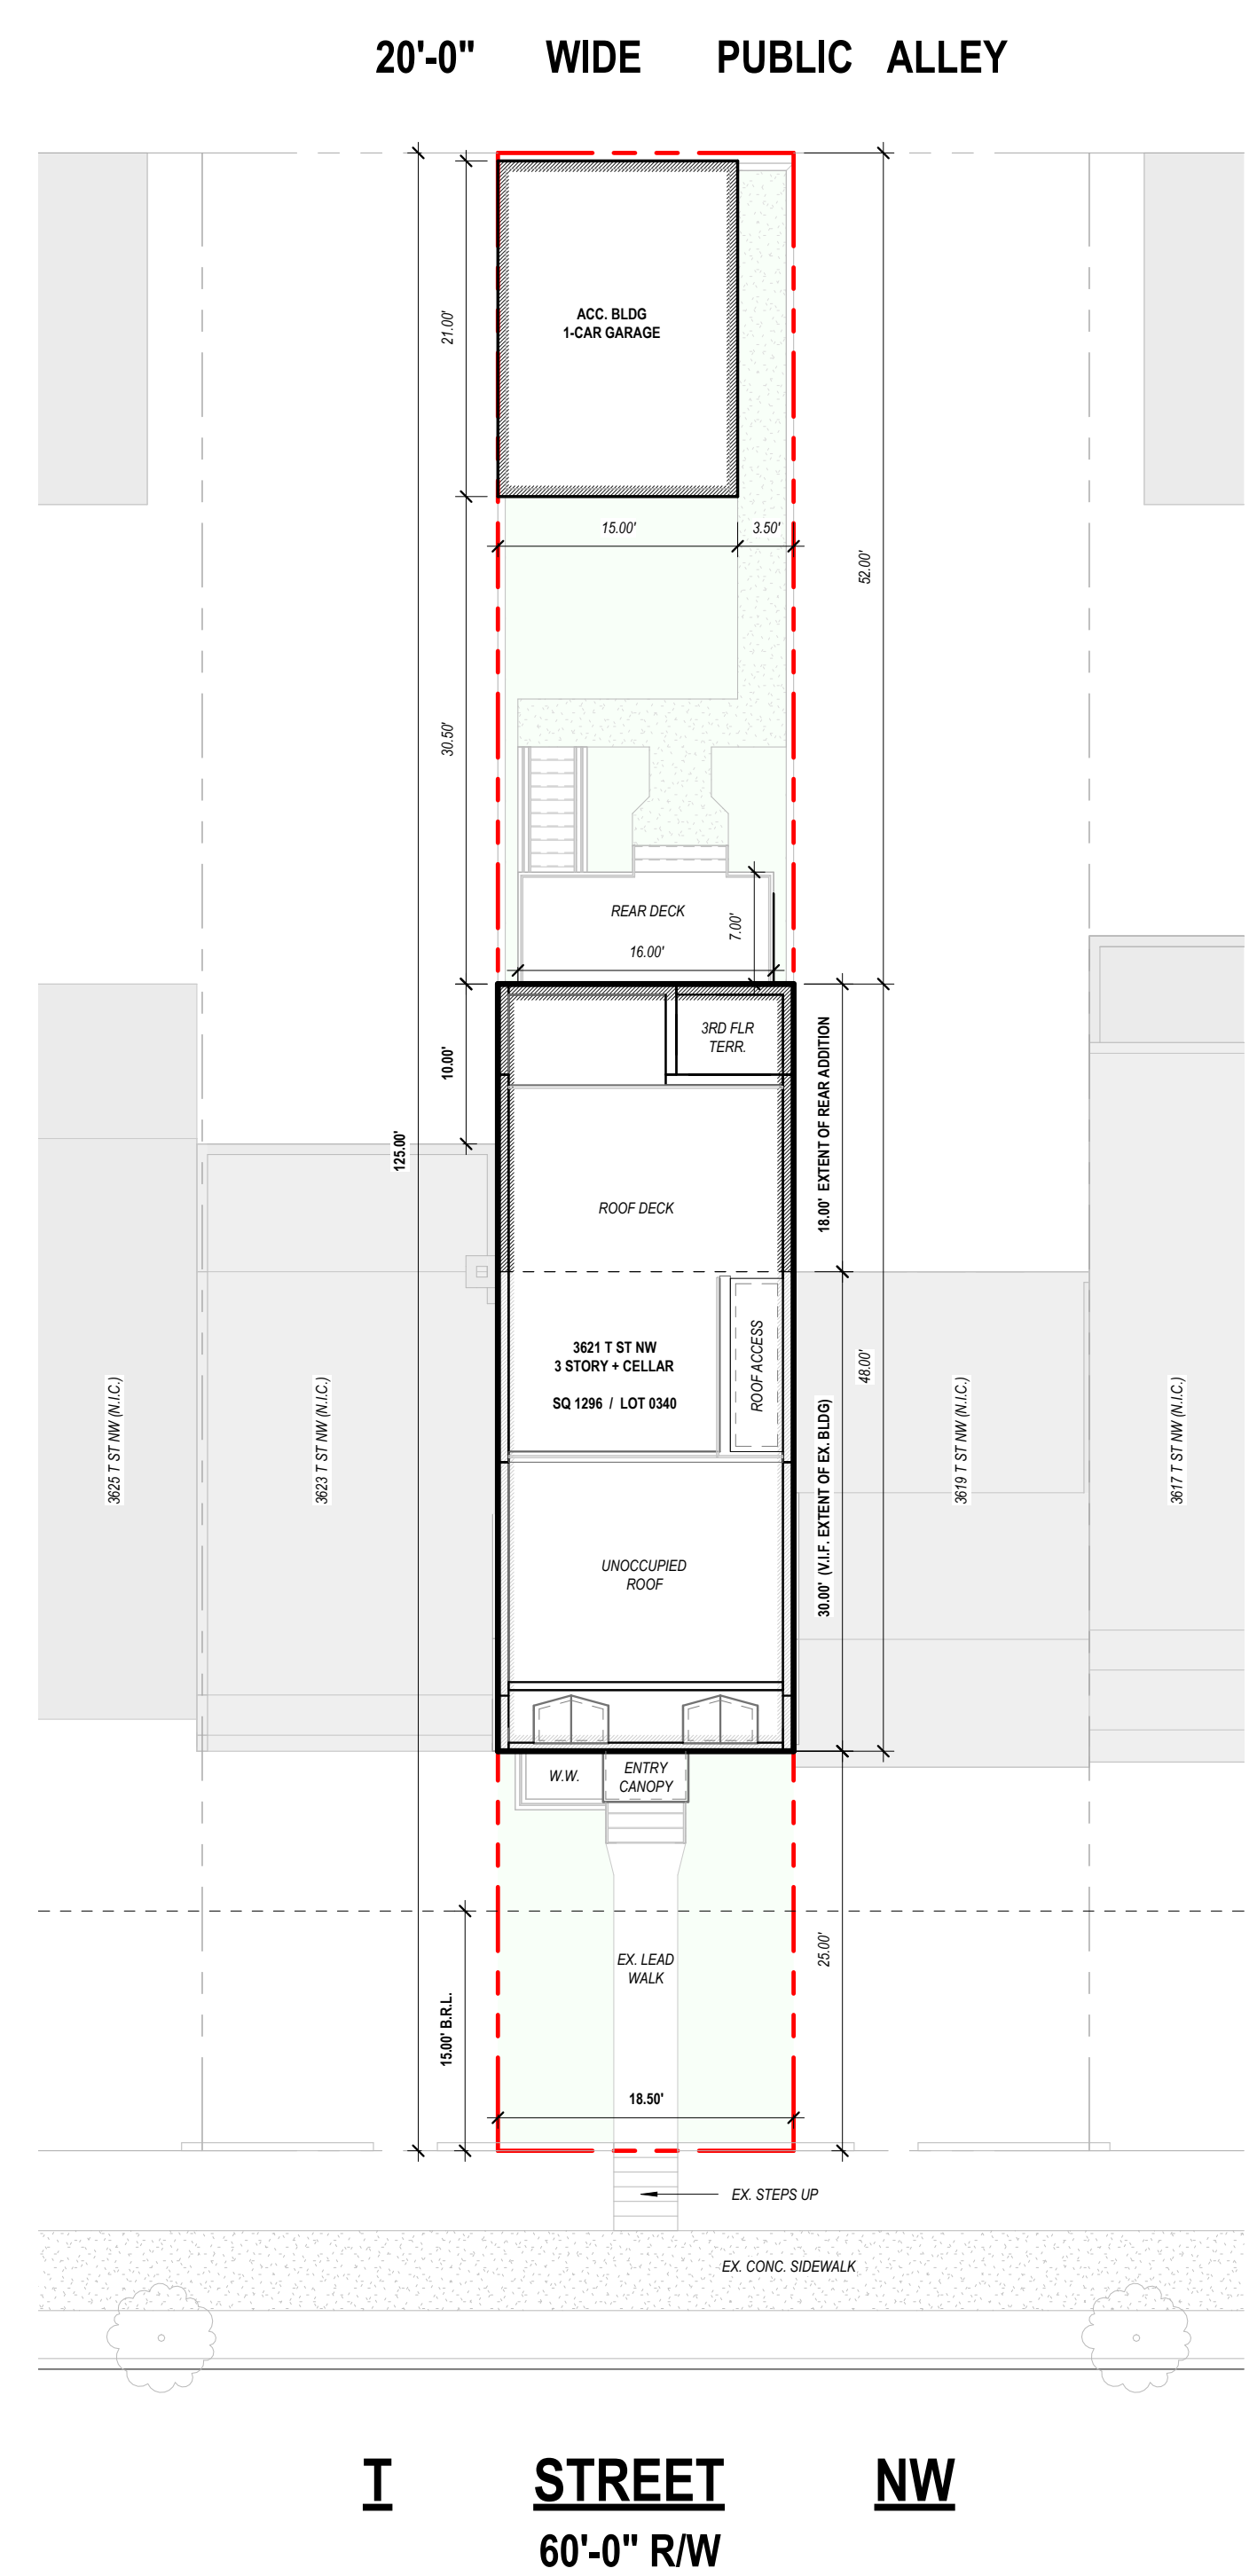 20'-0" WIDE PUBLIC ALLEY
ACC. BLDG
1-CAR GARAGE
21.00'
15.00'
3.50'
52.00'
30.50'
REAR DECK
7.00'
16.00'
3RD FLR
TERR.
10.00'
18.00' EXTENT OF REAR ADDITION
125.00'
ROOF DECK
3621 T ST NW
3 STORY + CELLAR
SQ 1296 / LOT 0340
ROOF ACCESS
48.00'
3625 T ST NW (N.I.C.)
3623 T ST NW (N.I.C.)
30.00' (V.I.F. EXTENT OF EX. BLDG)
3619 T ST NW (N.I.C.)
3617 T ST NW (N.I.C.)
UNOCCUPIED
ROOF
W.W.
ENTRY
CANOPY
EX. LEAD
WALK
25.00'
15.00' B.R.L.
18.50'
EX. STEPS UP
EX. CONC. SIDEWALK
T STREET NW
60'-0" R/W